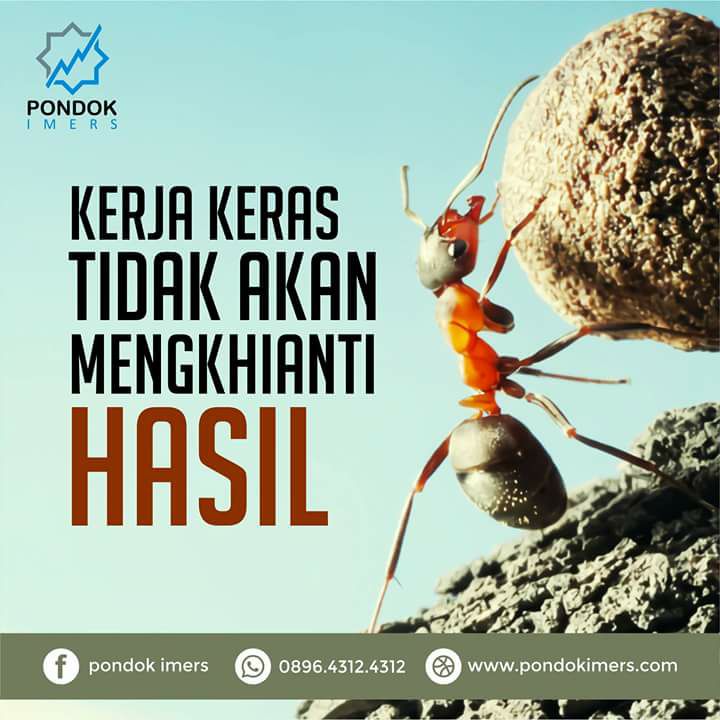 PONDOK
IMERS
KERJA KERAS
TIDAK AKAN
MENGKHIANTI
HASIL
pondok imers
0896.4312.4312
www.pondokimers.com